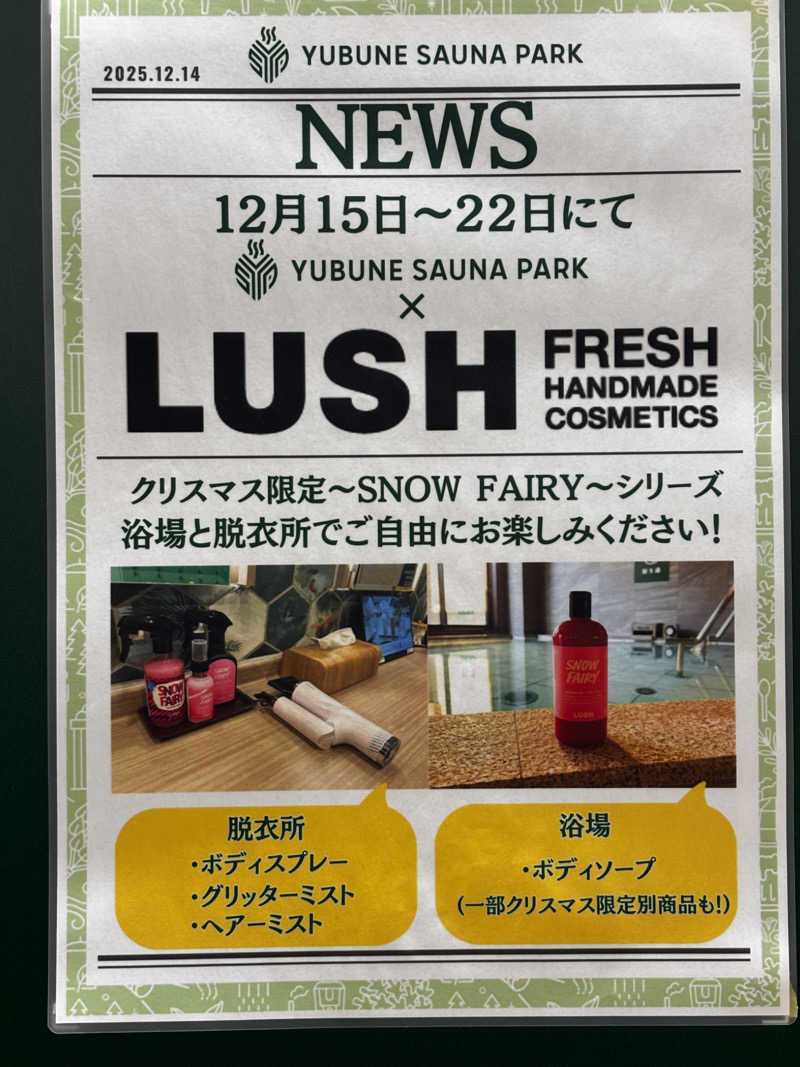 2025.12.14
YUBUNE SAUNA PARK
NEWS
12月15日〜22日にて
YUBUNE SAUNA PARK
×
LUSH
FRESH
HANDMADE
COSMETICS
クリスマス限定〜SNOW FAIRY〜シリーズ
浴場と脱衣所でご自由にお楽しみください!
SNOW
FAIRY
SNOW
FAIRY
LUSH
脱衣所
・ボディスプレー
・グリッターミスト
・ヘアーミスト
浴場
・ボディソープ
(一部クリスマス限定別商品も!)